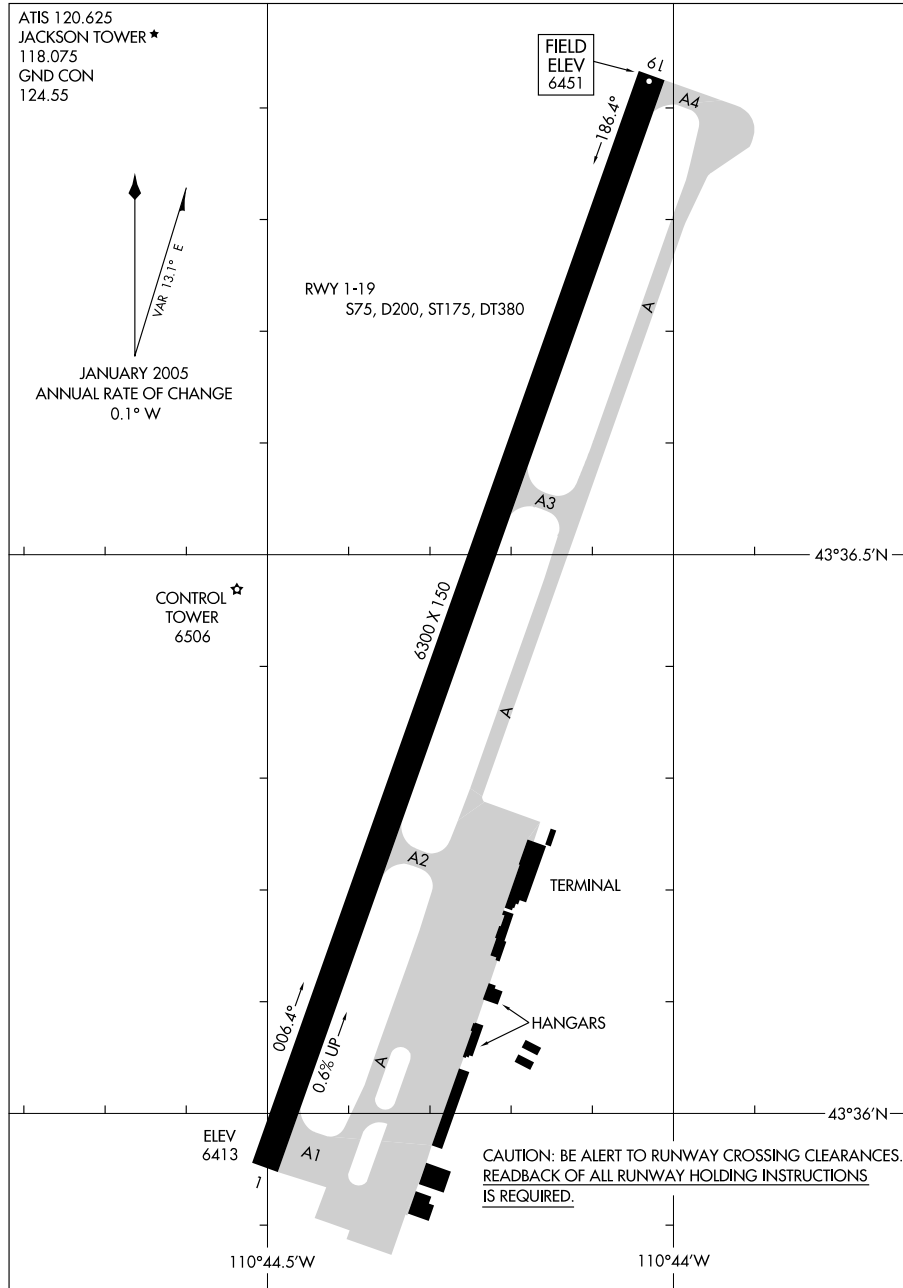 ATIS 120.625
JACKSON TOWER★
118.075
GND CON
124.55
FIELD
ELEV
6451
19
A4
186.4°
VAR 13.1° E
RWY 1-19
S75, D200, ST175, DT380
A
JANUARY 2005
ANNUAL RATE OF CHANGE
0.1° W
A3
43°36.5'N
CONTROL
TOWER
6506
6300 X 150
A
A2
TERMINAL
006.4°
0.6% UP
HANGARS
A
43°36'N
ELEV
6413
A1
1
CAUTION: BE ALERT TO RUNWAY CROSSING CLEARANCES.
READBACK OF ALL RUNWAY HOLDING INSTRUCTIONS
IS REQUIRED.
110°44.5'W
110°44'W